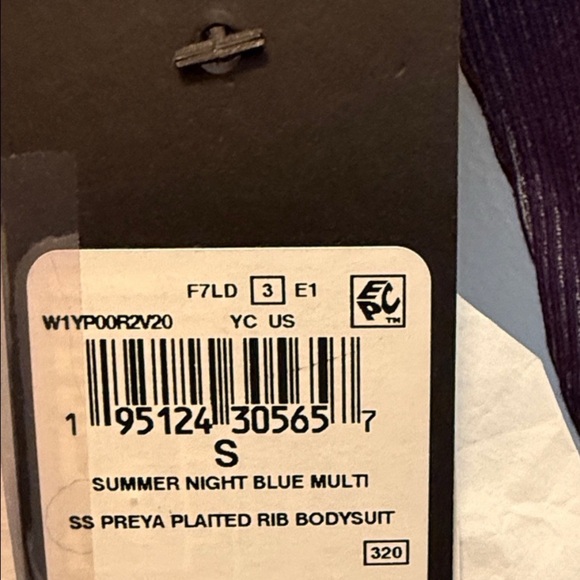 F7LD 3 E1
EPC™
W1YP00R2V20 YC US
1 95124 30565 7
S
SUMMER NIGHT BLUE MULTI
SS PREYA PLAITED RIB BODYSUIT
320